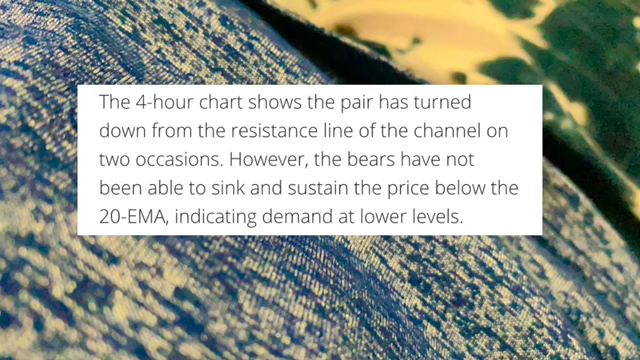 The 4-hour chart shows the pair has turned
down from the resistance line of the channel on
two occasions. However, the bears have not
been able to sink and sustain the price below the
20-EMA, indicating demand at lower levels.